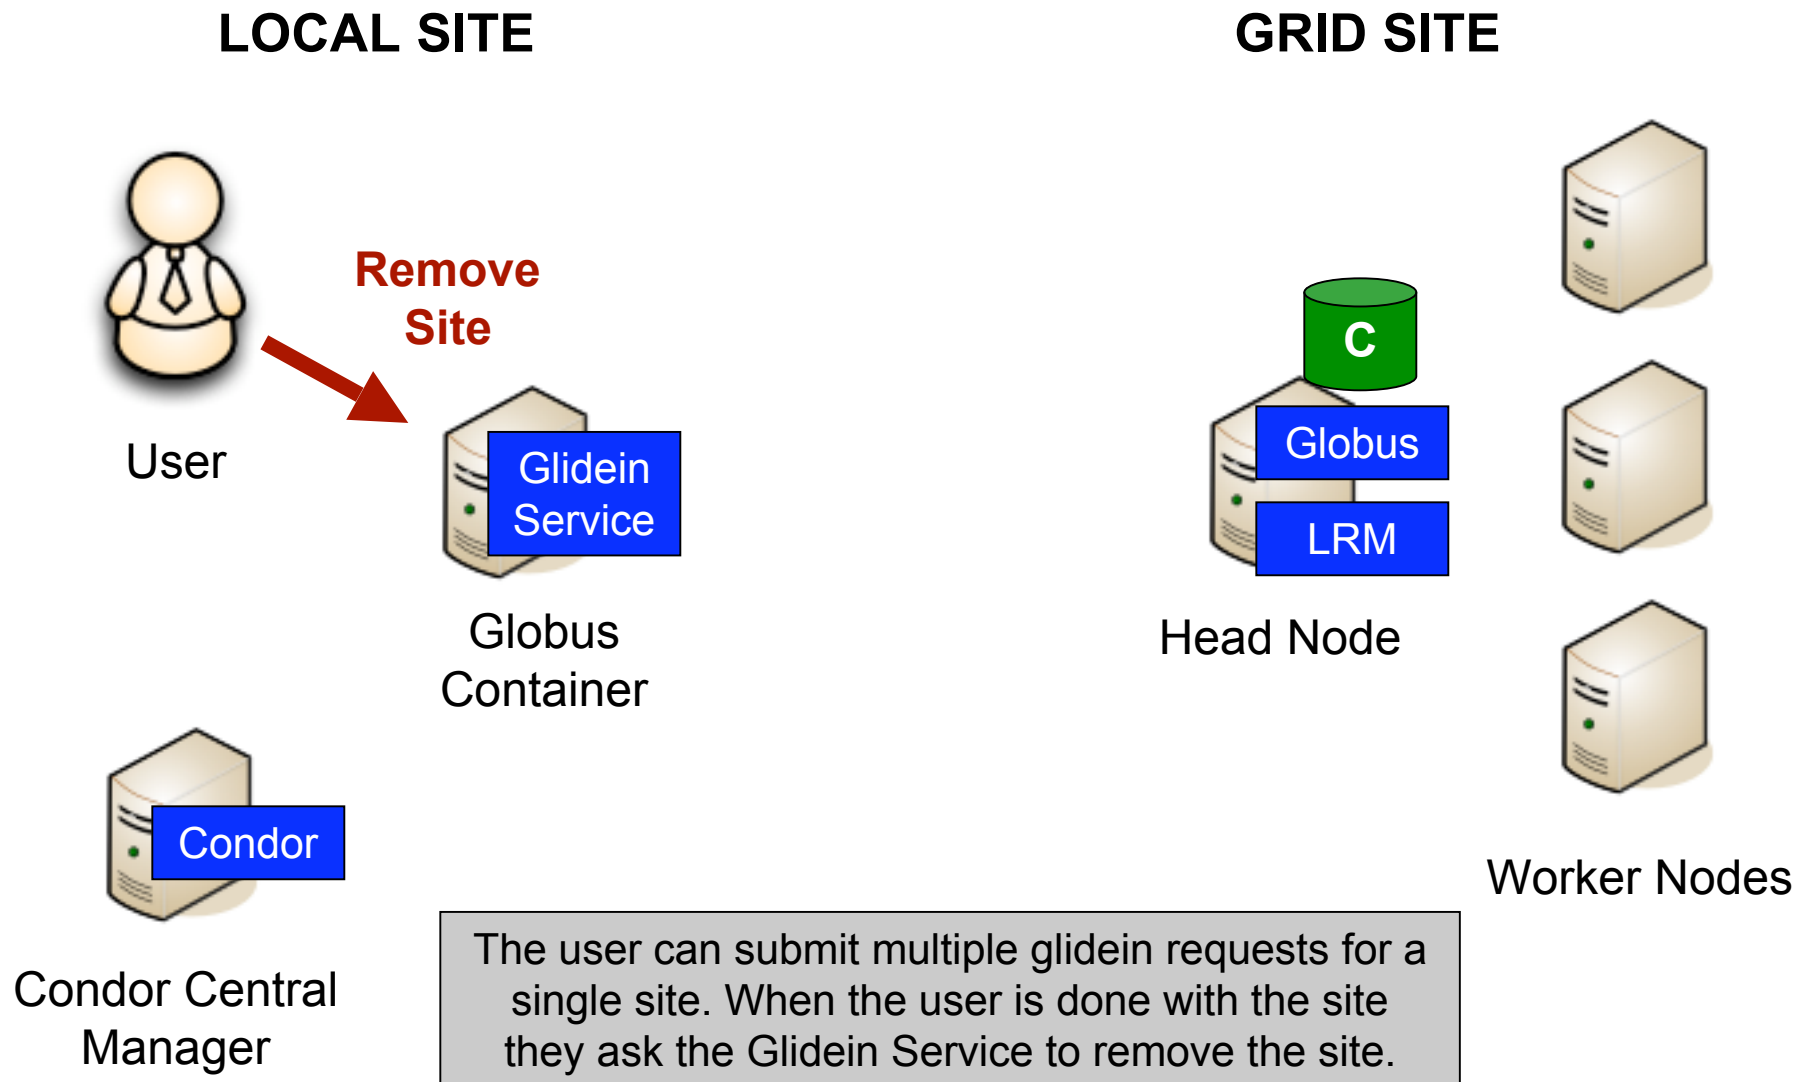 LOCAL SITE
GRID SITE
Remove
Site
C
User
Glidein
Service
Globus
LRM
Globus
Container
Head Node
Condor
Worker Nodes
Condor Central
Manager
The user can submit multiple glidein requests for a
single site. When the user is done with the site
they ask the Glidein Service to remove the site.